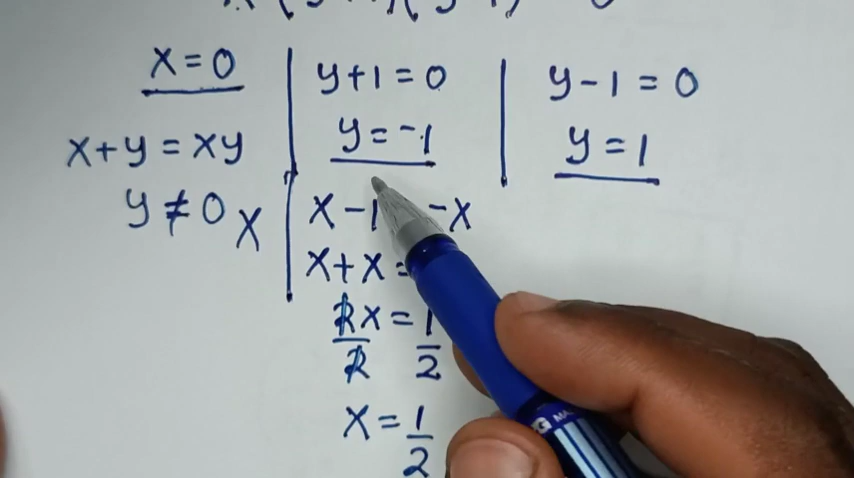 x = 0
x + y = xy
y ≠ 0 x
y + 1 = 0
y = -1
x - 1 -x
x + x =
2x/2 = 1/2
x = 1/2
y - 1 = 0
y = 1